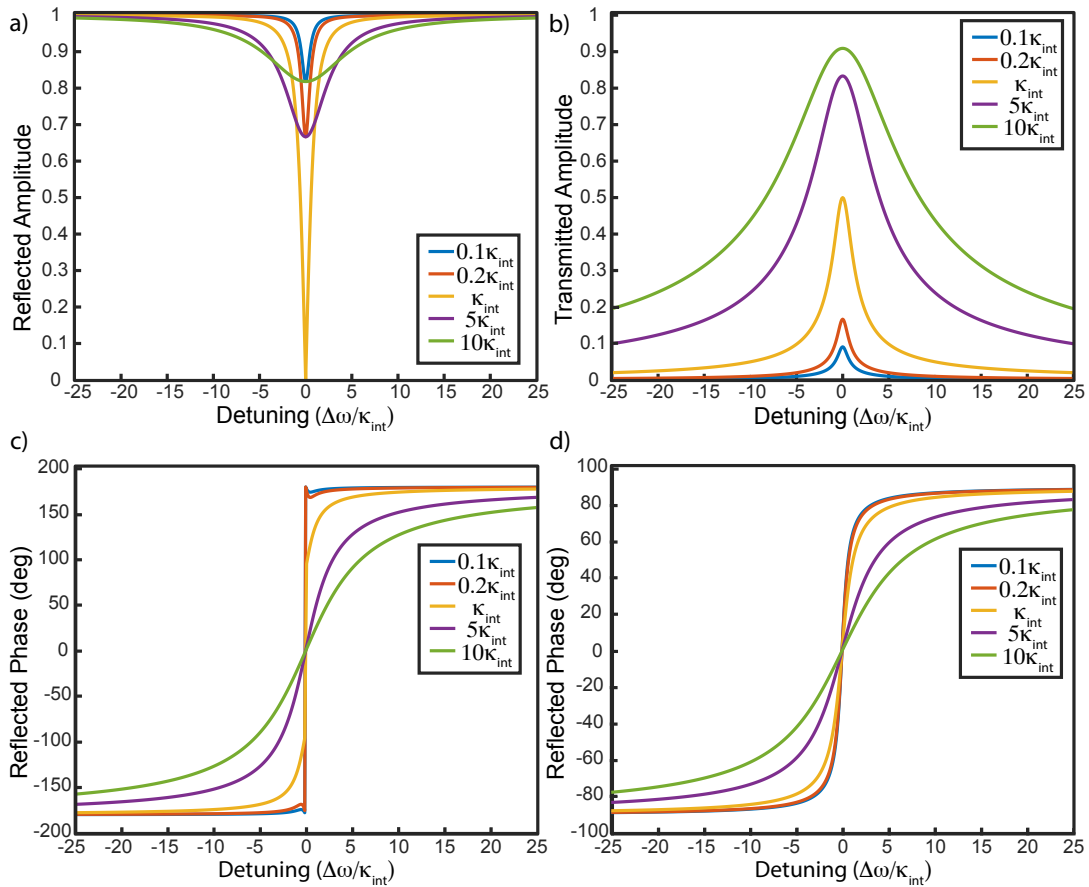 a)
1
0.9
0.8
0.7
0.6
0.5
0.4
0.3
0.2
0.1
0
Reflected Amplitude
0.1κint
0.2κint
κint
5κint
10κint
-25 -20 -15 -10 -5 0 5 10 15 20 25
Detuning (Δω/κint)
b)
1
0.9
0.8
0.7
0.6
0.5
0.4
0.3
0.2
0.1
0
Transmitted Amplitude
0.1κint
0.2κint
κint
5κint
10κint
-25 -20 -15 -10 -5 0 5 10 15 20 25
Detuning (Δω/κint)
c)
200
150
100
50
0
-50
-100
-150
-200
Reflected Phase (deg)
0.1κint
0.2κint
κint
5κint
10κint
-25 -20 -15 -10 -5 0 5 10 15 20 25
Detuning (Δω/κint)
d)
100
80
60
40
20
0
-20
-40
-60
-80
-100
Reflected Phase (deg)
0.1κint
0.2κint
κint
5κint
10κint
-25 -20 -15 -10 -5 0 5 10 15 20 25
Detuning (Δω/κint)